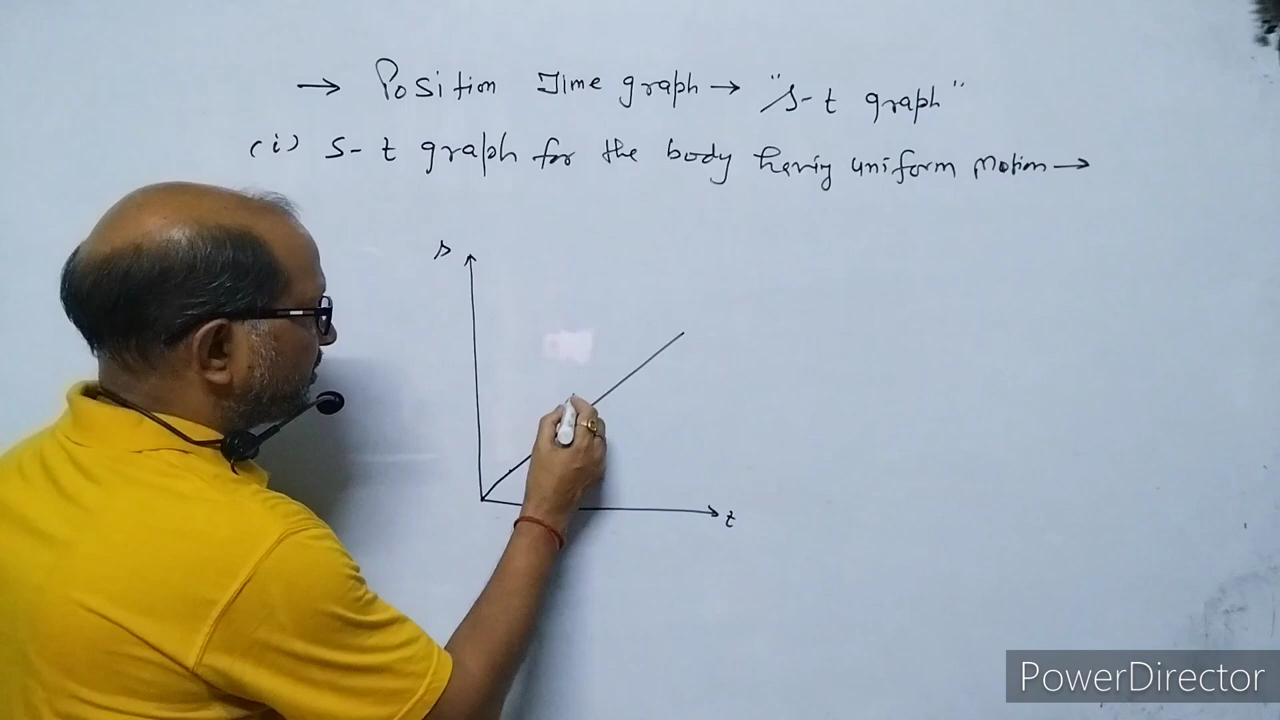 → Position Time graph → "s-t graph"
(i) s-t graph for the body having uniform motion →
s
t
PowerDirector